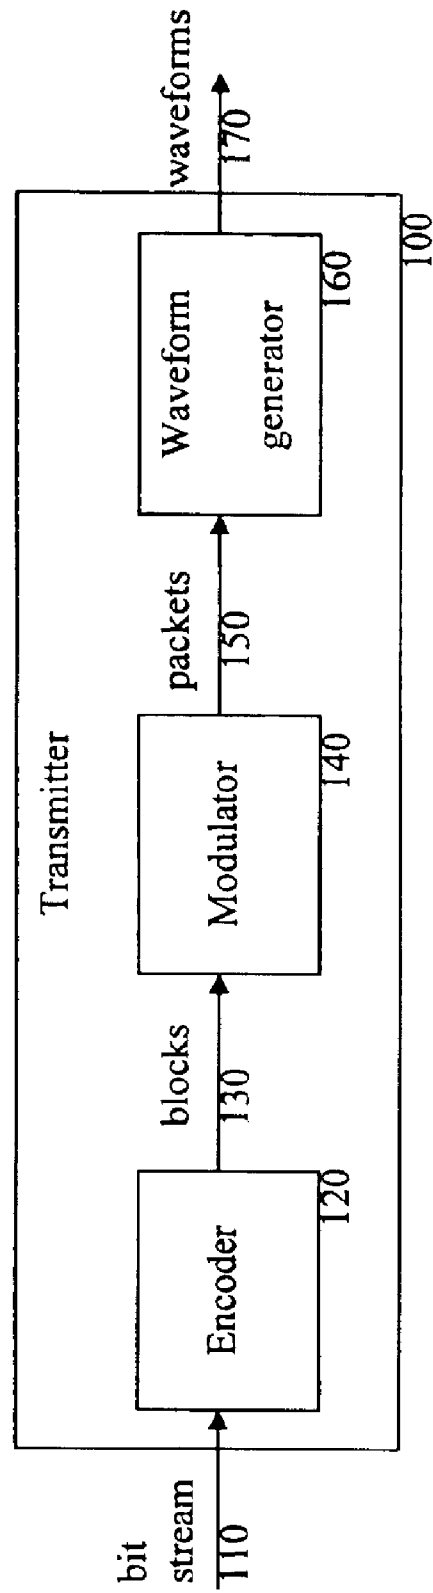 Transmitter
bit
stream
110
Encoder
120
blocks
130
Modulator
140
packets
150
Waveform
generator
160
waveforms
170
100